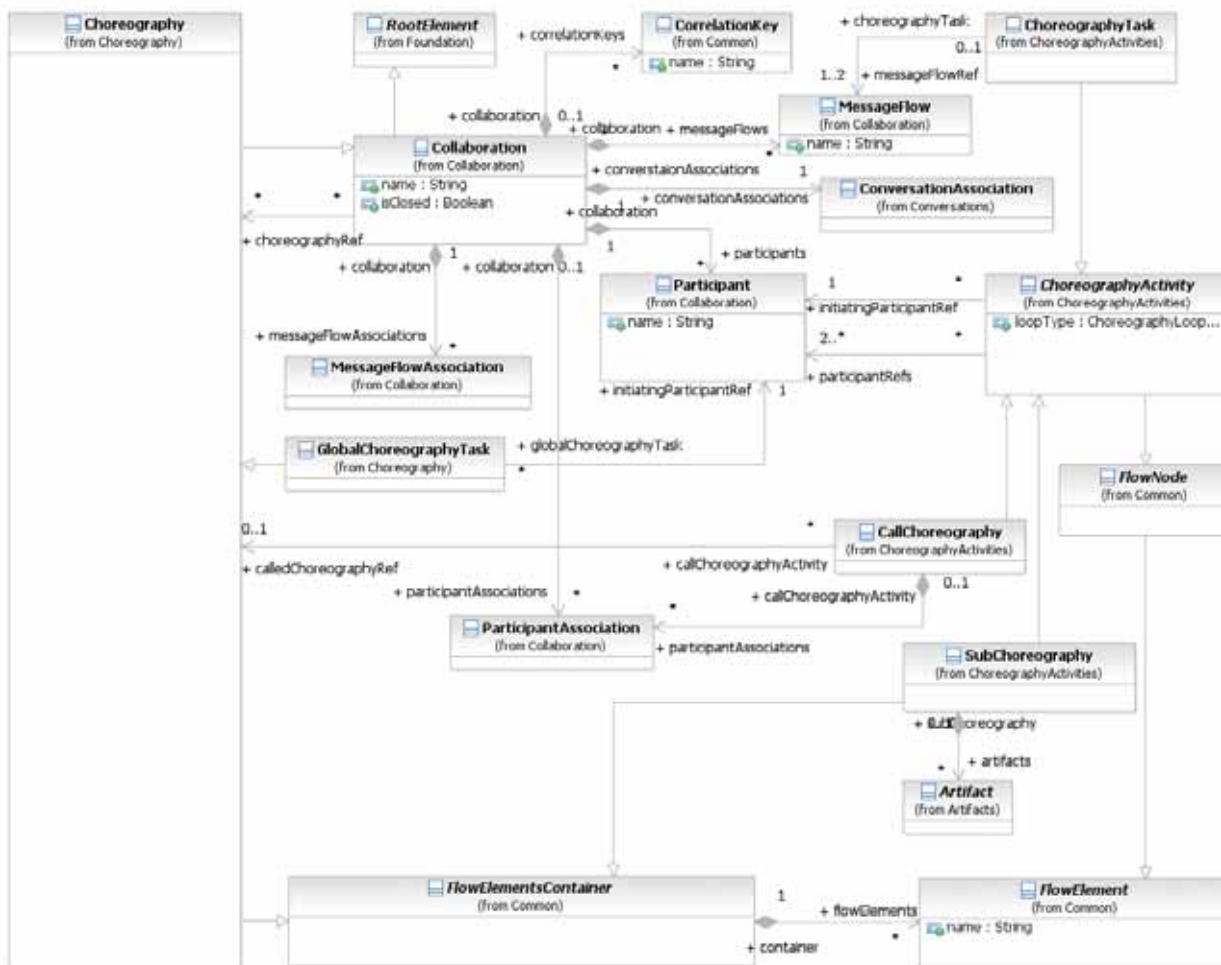 Choreography
(from Choreography)
RootElement
(from Foundation)
+ correlationKeys
*
CorrelationKey
(from Common)
name : String
+ choreographyTask
0..1
ChoreographyTask
(from ChoreographyActivities)
1..2
+ messageFlowRef
+ collaboration
0..1
+ collaboration
+ messageFlows
*
MessageFlow
(from Collaboration)
name : String
Collaboration
(from Collaboration)
name : String
isClosed : Boolean
+ converstaionAssociations
1
+ conversationAssociations
1
ConversationAssociation
(from Conversations)
*
*
+ choreographyRef
+ collaboration
1
+ participants
*
1
+ collaboration
+ collaboration
0..1
Participant
(from Collaboration)
name : String
1
*
+ initiatingParticipantRef
2..*
*
+ participantRefs
ChoreographyActivity
(from ChoreographyActivities)
loopType : ChoreographyLoop...
+ messageFlowAssociations
*
MessageFlowAssociation
(from Collaboration)
+ initiatingParticipantRef
1
GlobalChoreographyTask
(from Choreography)
+ globalChoreographyTask
*
FlowNode
(from Common)
0..1
+ calledChoreographyRef
*
+ callChoreographyActivity
CallChoreography
(from ChoreographyActivities)
0..1
+ callChoreographyActivity
+ participantAssociations
*
*
ParticipantAssociation
(from Collaboration)
+ participantAssociations
SubChoreography
(from ChoreographyActivities)
+ artifacts
*
Artifact
(from Artifacts)
FlowElementsContainer
(from Common)
1
+ flowElements
*
+ container
FlowElement
(from Common)
name : String